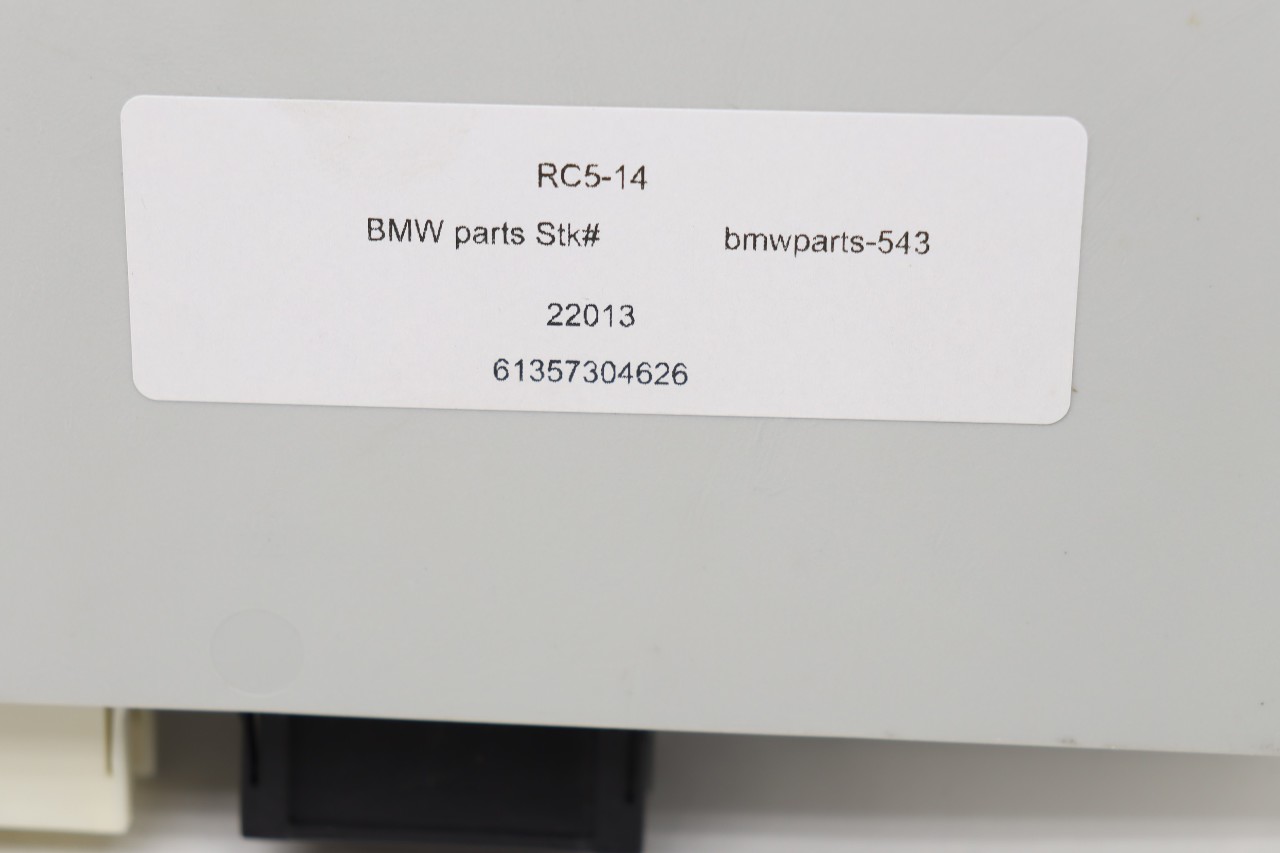 RC5-14
BMW parts Stk# bmwparts-543
22013
61357304626